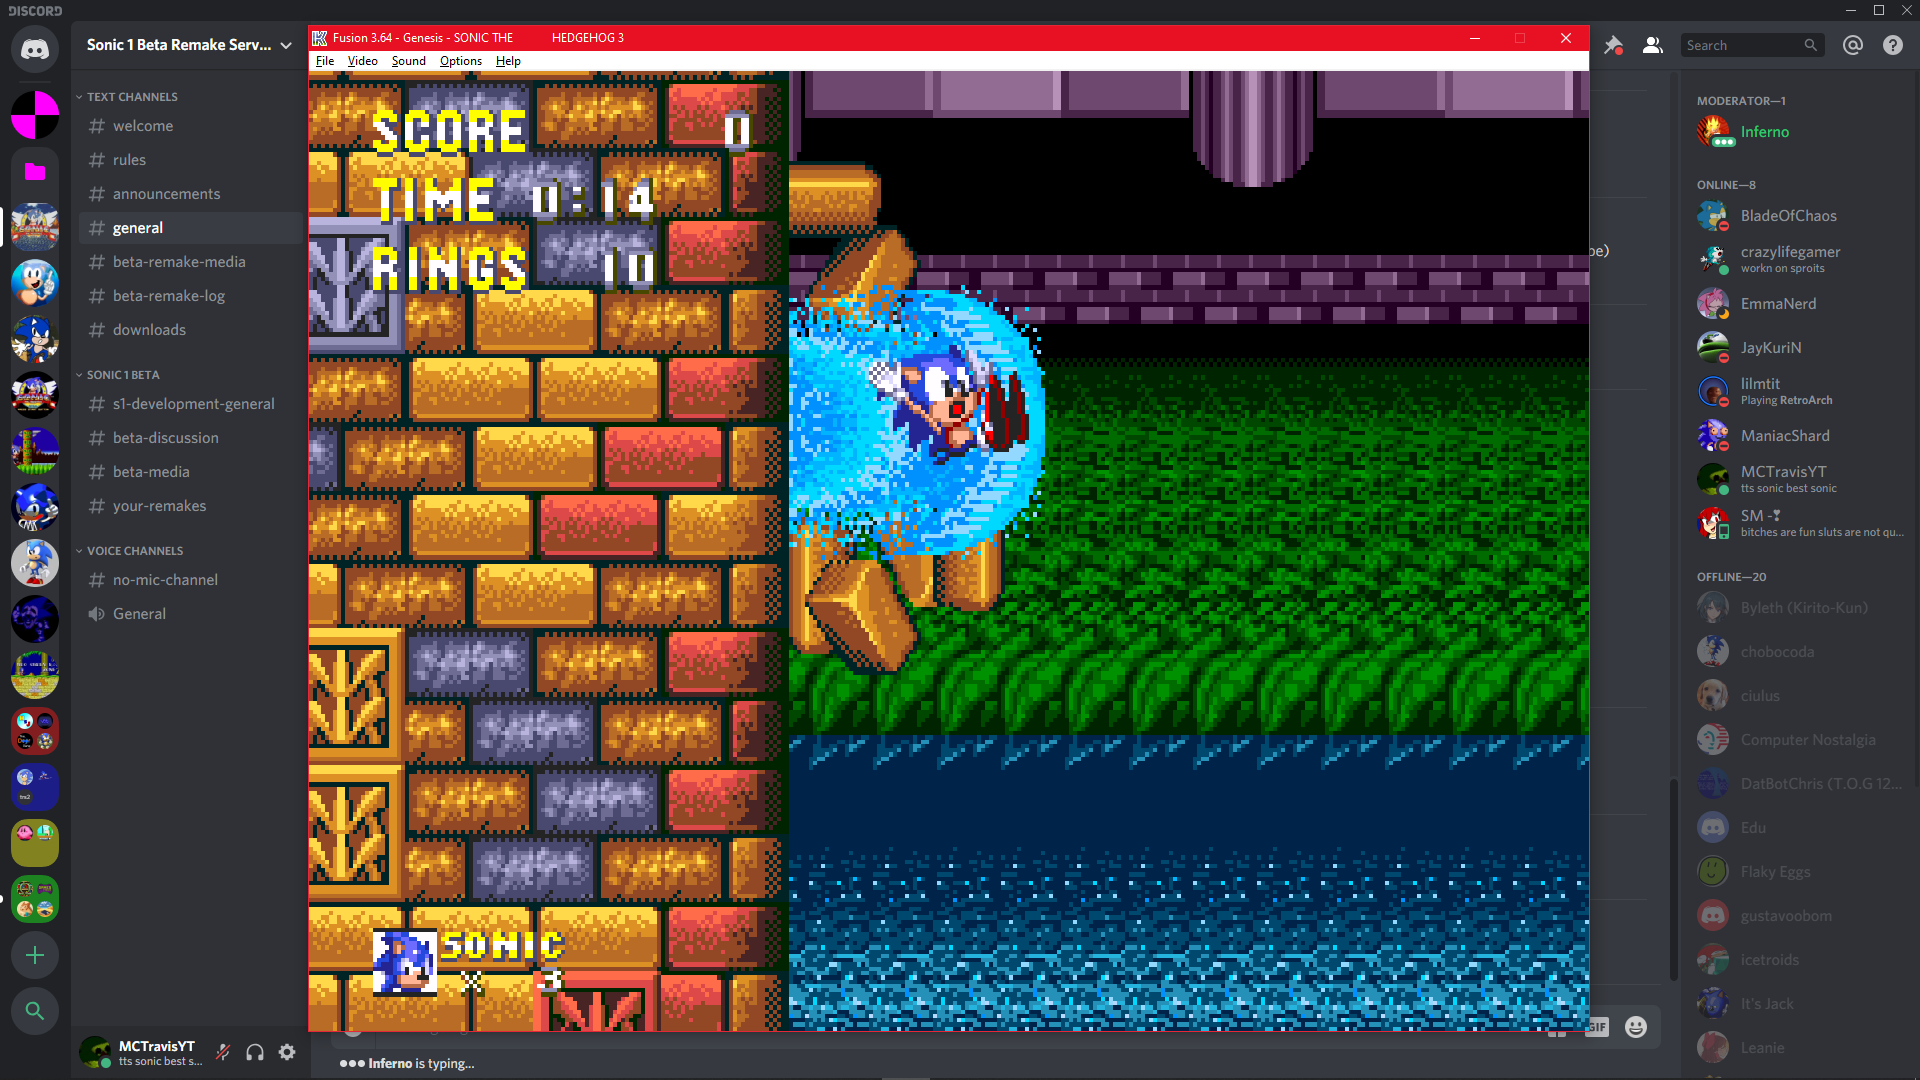 DISCORD
Sonic 1 Beta Remake Serv...
TEXT CHANNELS
welcome
rules
announcements
general
beta-remake-media
beta-remake-log
downloads
SONIC 1 BETA
s1-development-general
beta-discussion
beta-media
your-remakes
VOICE CHANNELS
no-mic-channel
General
MCTravisYT
tts sonic best s...
Fusion 3.64 - Genesis - SONIC THE HEDGEHOG 3
File Video Sound Options Help
SCORE 0
TIME 0:14
RINGS 10
SONIC
X 3
Inferno is typing...
GIF
pe)
Search
MODERATOR—1
Inferno
ONLINE—8
BladeOfChaos
crazylifegamer
workn on sproits
EmmaNerd
JayKuriN
lilmtit
Playing RetroArch
ManiacShard
MCTravisYT
tts sonic best sonic
SM -❣
bitches are fun sluts are not qu...
OFFLINE—20
Byleth (Kirito-Kun)
chobocoda
ciulus
Computer Nostalgia
DatBotChris (T.O.G 12...
Edu
Flaky Eggs
gustavoobom
icetroids
It's Jack
Leanie